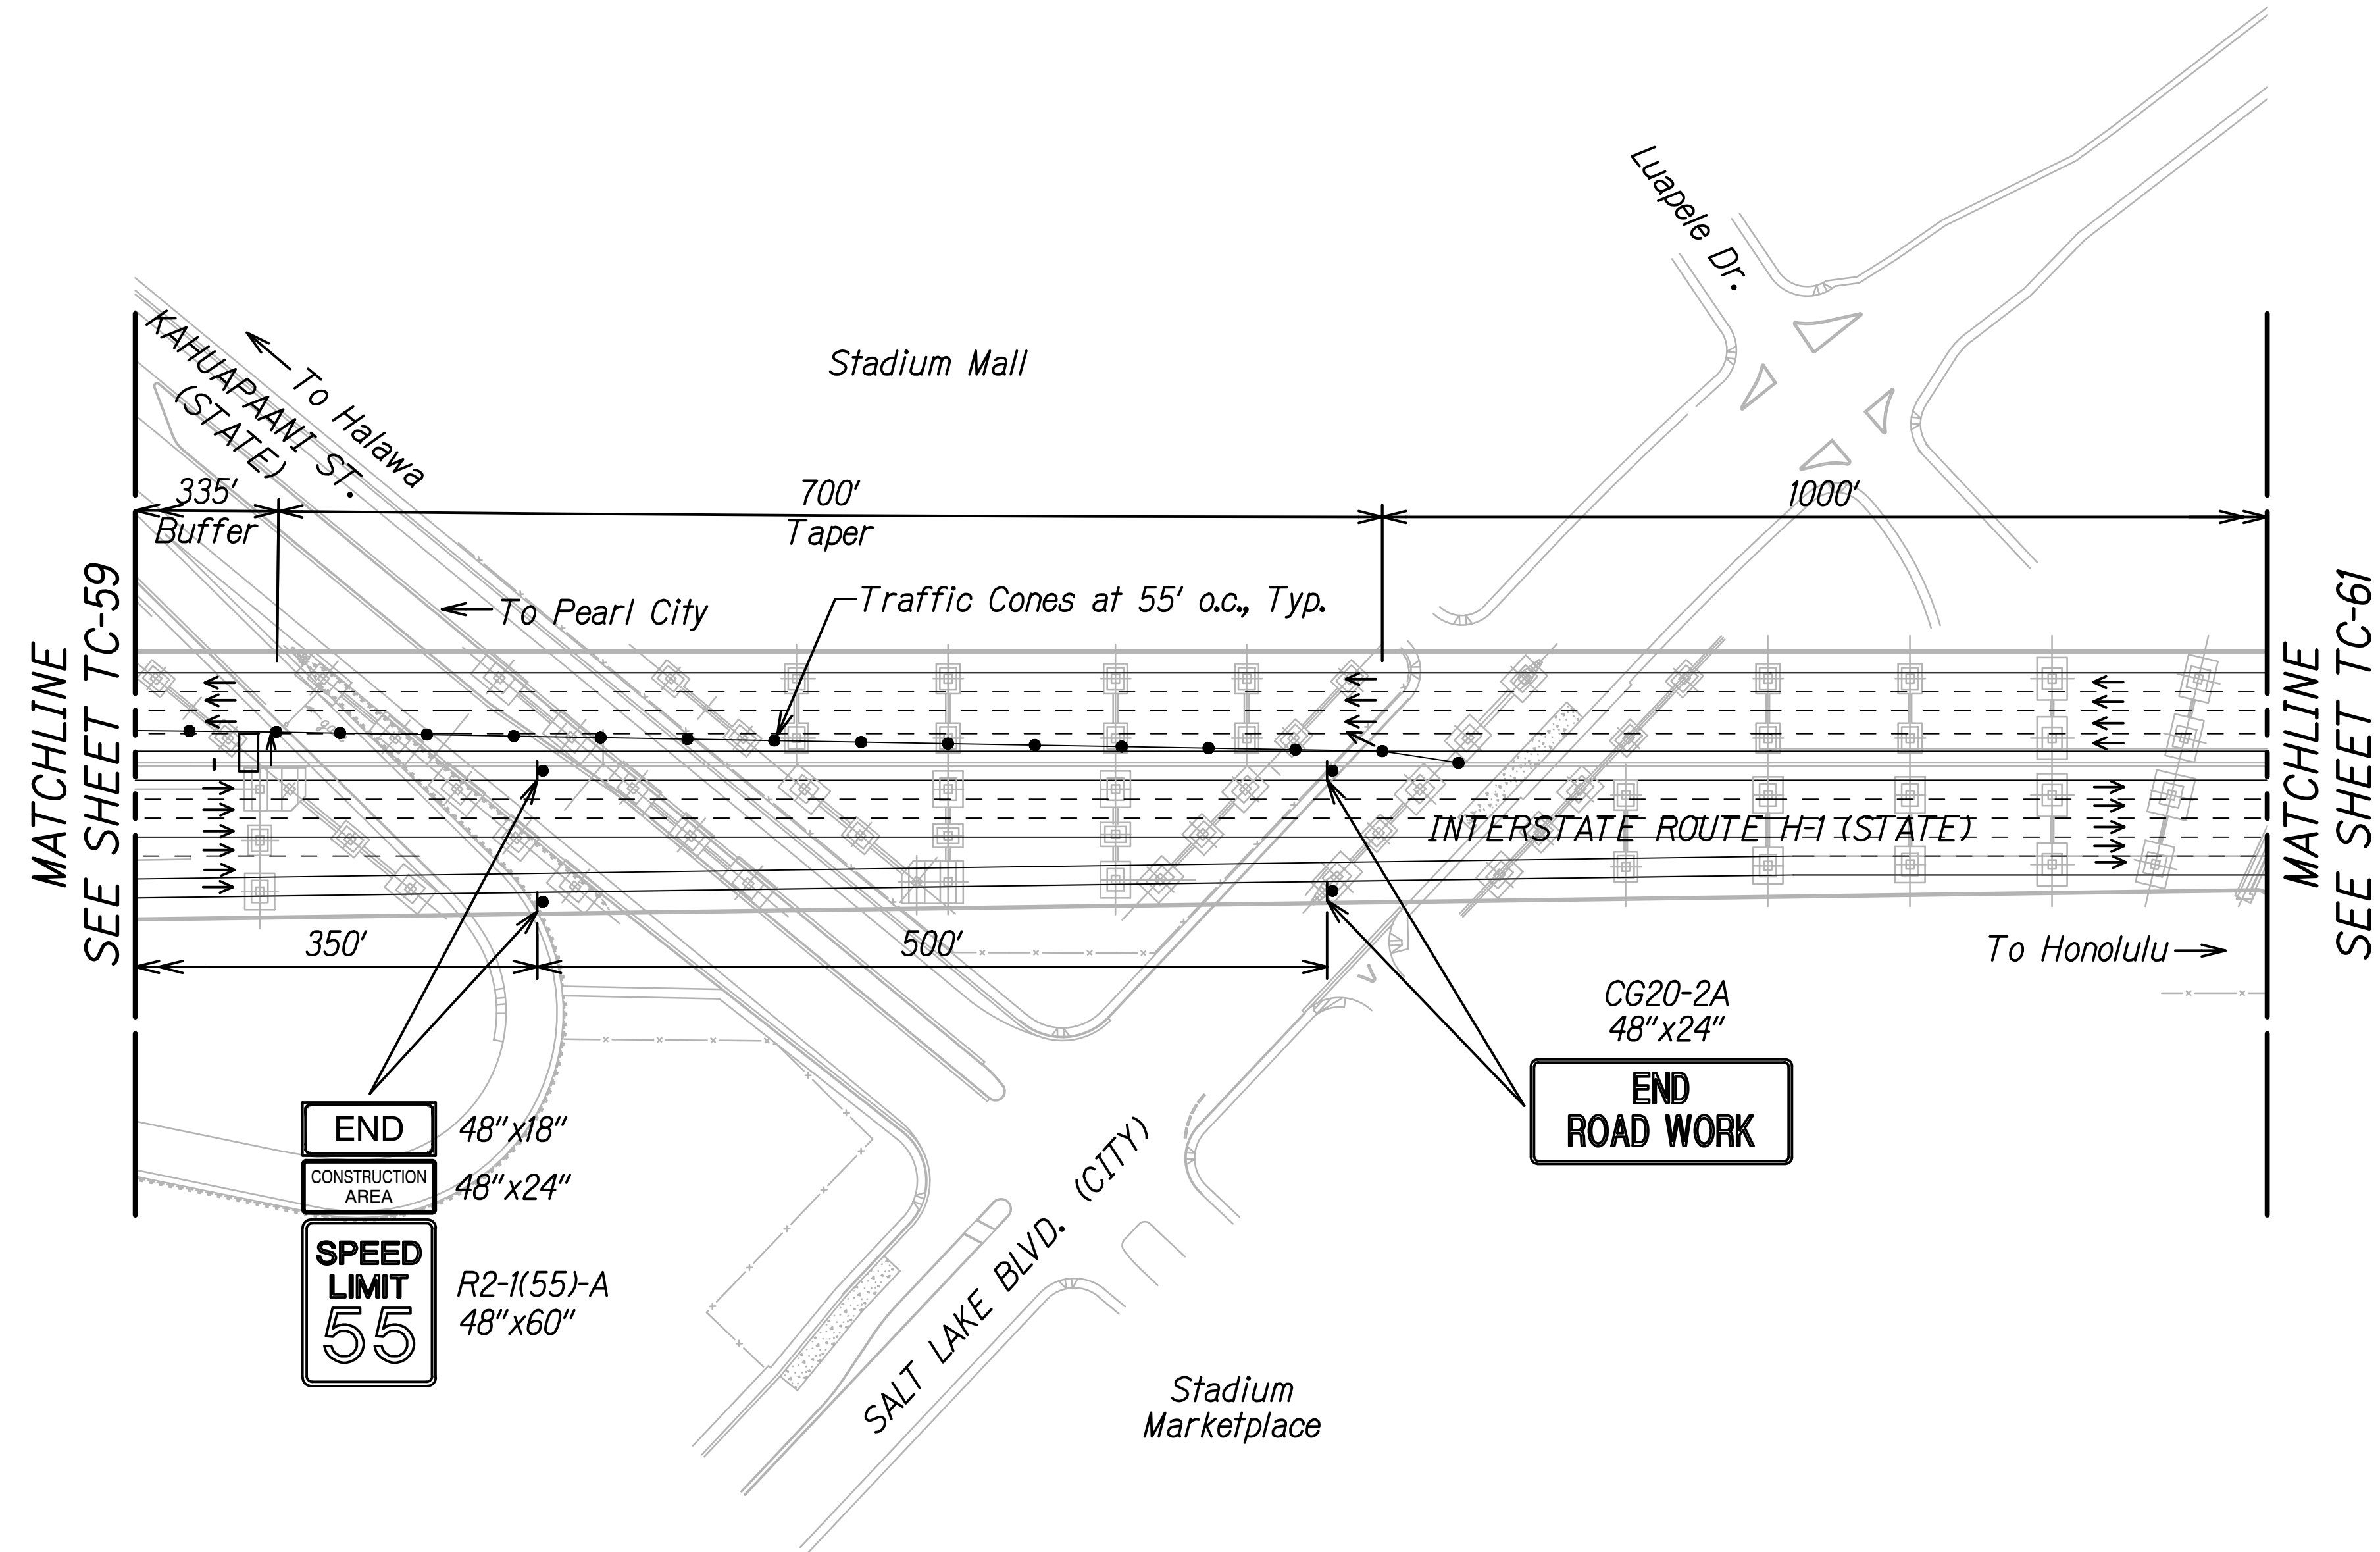 Luapele Dr.
KAHUAPAANI ST.
(STATE)
To Halawa
Stadium Mall
335'
Buffer
700'
Taper
1000'
To Pearl City
Traffic Cones at 55' o.c., Typ.
MATCHLINE
SEE SHEET TC-59
MATCHLINE
SEE SHEET TC-61
INTERSTATE ROUTE H-1 (STATE)
350'
500'
To Honolulu
CG20-2A
48"x24"
END
ROAD WORK
END
48"x18"
CONSTRUCTION
AREA
48"x24"
SPEED
LIMIT
55
R2-1(55)-A
48"x60"
SALT LAKE BLVD. (CITY)
Stadium
Marketplace